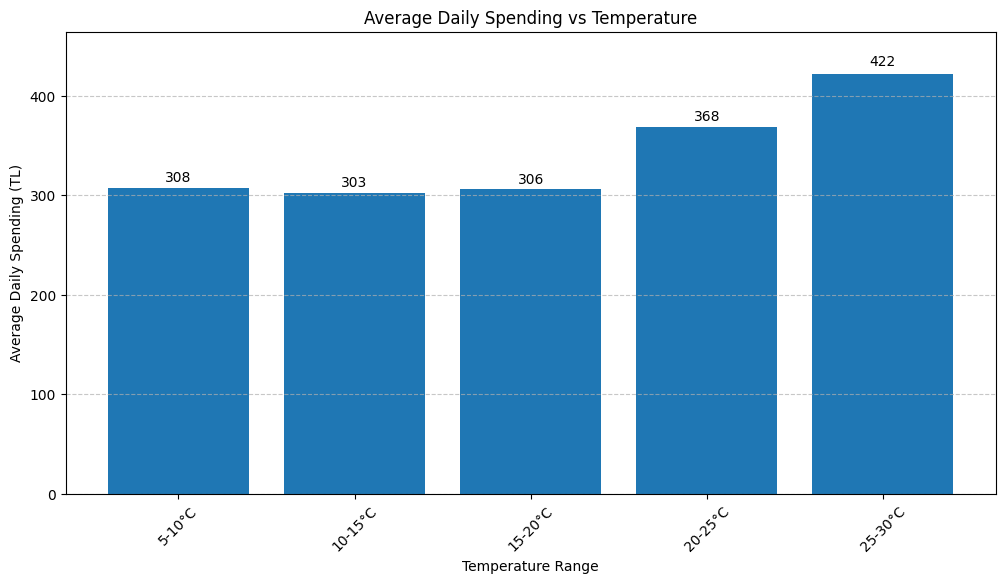 Average Daily Spending vs Temperature
Average Daily Spending (TL)
400
300
200
100
0
308
303
306
368
422
5-10°C
10-15°C
15-20°C
20-25°C
25-30°C
Temperature Range